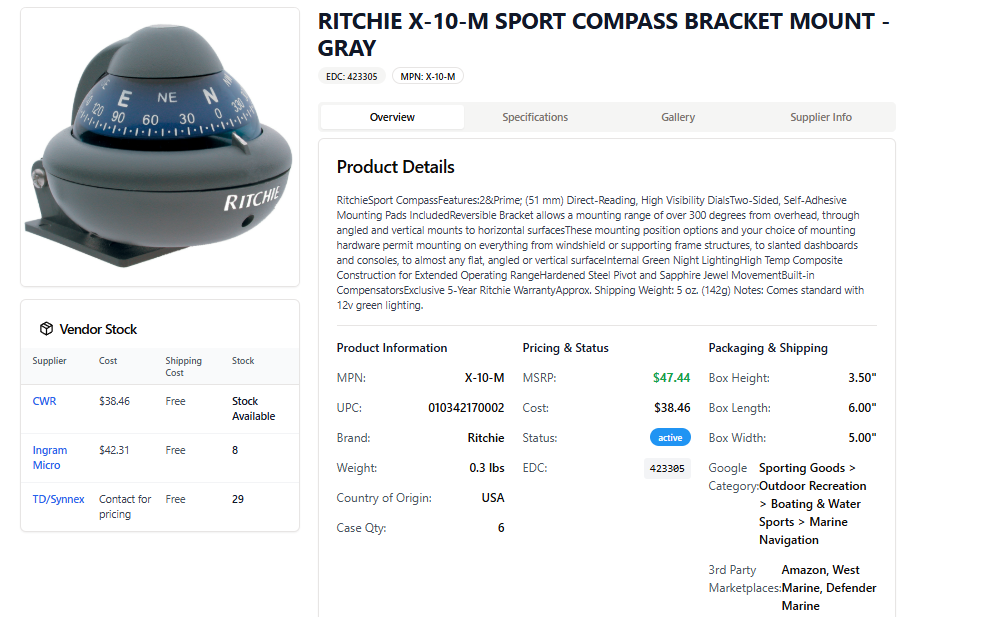 RITCHIE X-10-M SPORT COMPASS BRACKET MOUNT -
GRAY
EDC: 423305
MPN: X-10-M
Overview
Specifications
Gallery
Supplier Info
E NE N
120 90 60 30 0 330
RITCHIE
Product Details
RitchieSport CompassFeatures:2&Prime; (51 mm) Direct-Reading, High Visibility DialsTwo-Sided, Self-Adhesive
Mounting Pads IncludedReversible Bracket allows a mounting range of over 300 degrees from overhead, through
angled and vertical mounts to horizontal surfacesThese mounting position options and your choice of mounting
hardware permit mounting on everything from windshield or supporting frame structures, to slanted dashboards
and consoles, to almost any flat, angled or vertical surfaceInternal Green Night LightingHigh Temp Composite
Construction for Extended Operating RangeHardened Steel Pivot and Sapphire Jewel MovementBuilt-in
CompensatorsExclusive 5-Year Ritchie WarrantyApprox. Shipping Weight: 5 oz. (142g) Notes: Comes standard with
12v green lighting.
Vendor Stock
Supplier
Cost
Shipping
Cost
Stock
CWR
$38.46
Free
Stock
Available
Ingram
Micro
$42.31
Free
8
TD/Synnex
Contact for
pricing
Free
29
Product Information
MPN:
X-10-M
UPC:
010342170002
Brand:
Ritchie
Weight:
0.3 lbs
Country of Origin:
USA
Case Qty:
6
Pricing & Status
MSRP:
$47.44
Cost:
$38.46
Status:
active
EDC:
423305
Packaging & Shipping
Box Height:
3.50"
Box Length:
6.00"
Box Width:
5.00"
Google
Category:
Sporting Goods >
Outdoor Recreation
> Boating & Water
Sports > Marine
Navigation
3rd Party
Marketplaces:
Amazon, West
Marine, Defender
Marine